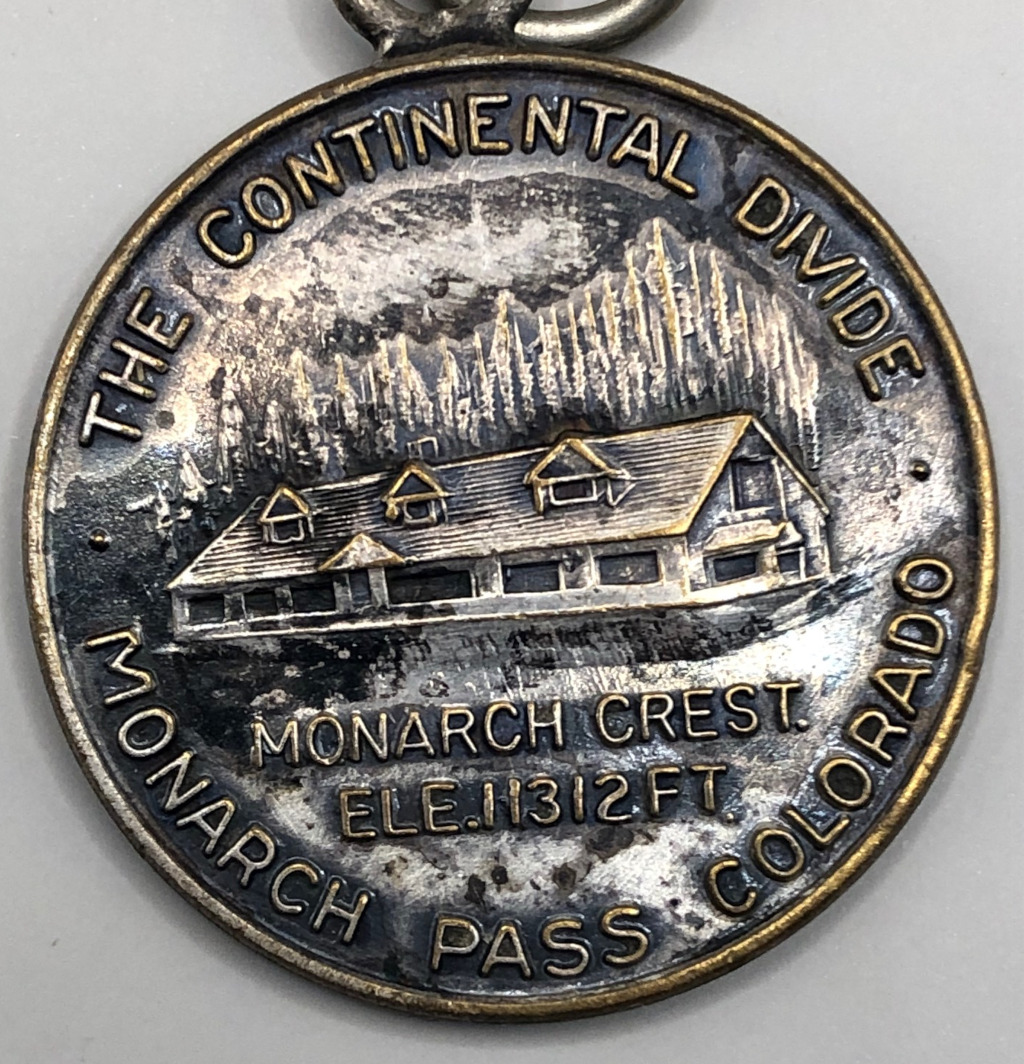 THE CONTINENTAL DIVIDE
MONARCH CREST.
ELE.11312 FT.
MONARCH PASS COLORADO